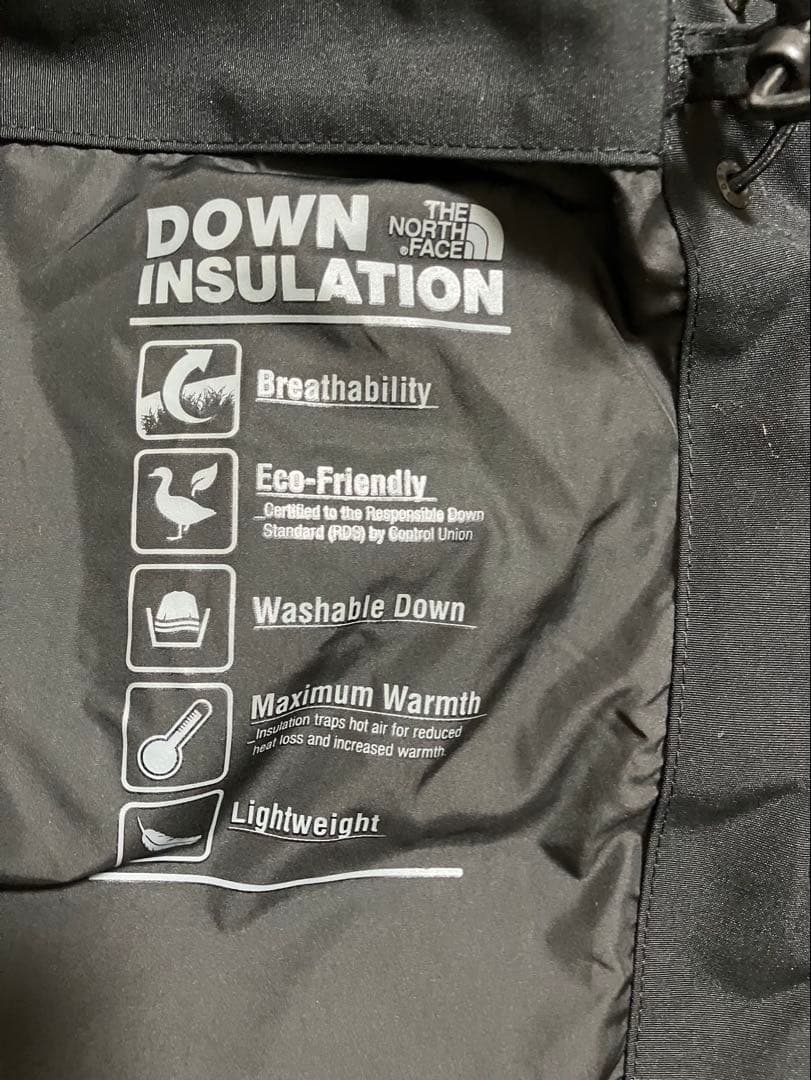 DOWN
THE
NORTH
FACE
INSULATION
Breathability
Eco-Friendly
Certified to the Responsible Down
Standard (RDS) by Control Union
Washable Down
Maximum Warmth
Insulation traps hot air for reduced
heat loss and increased warmth.
Lightweight